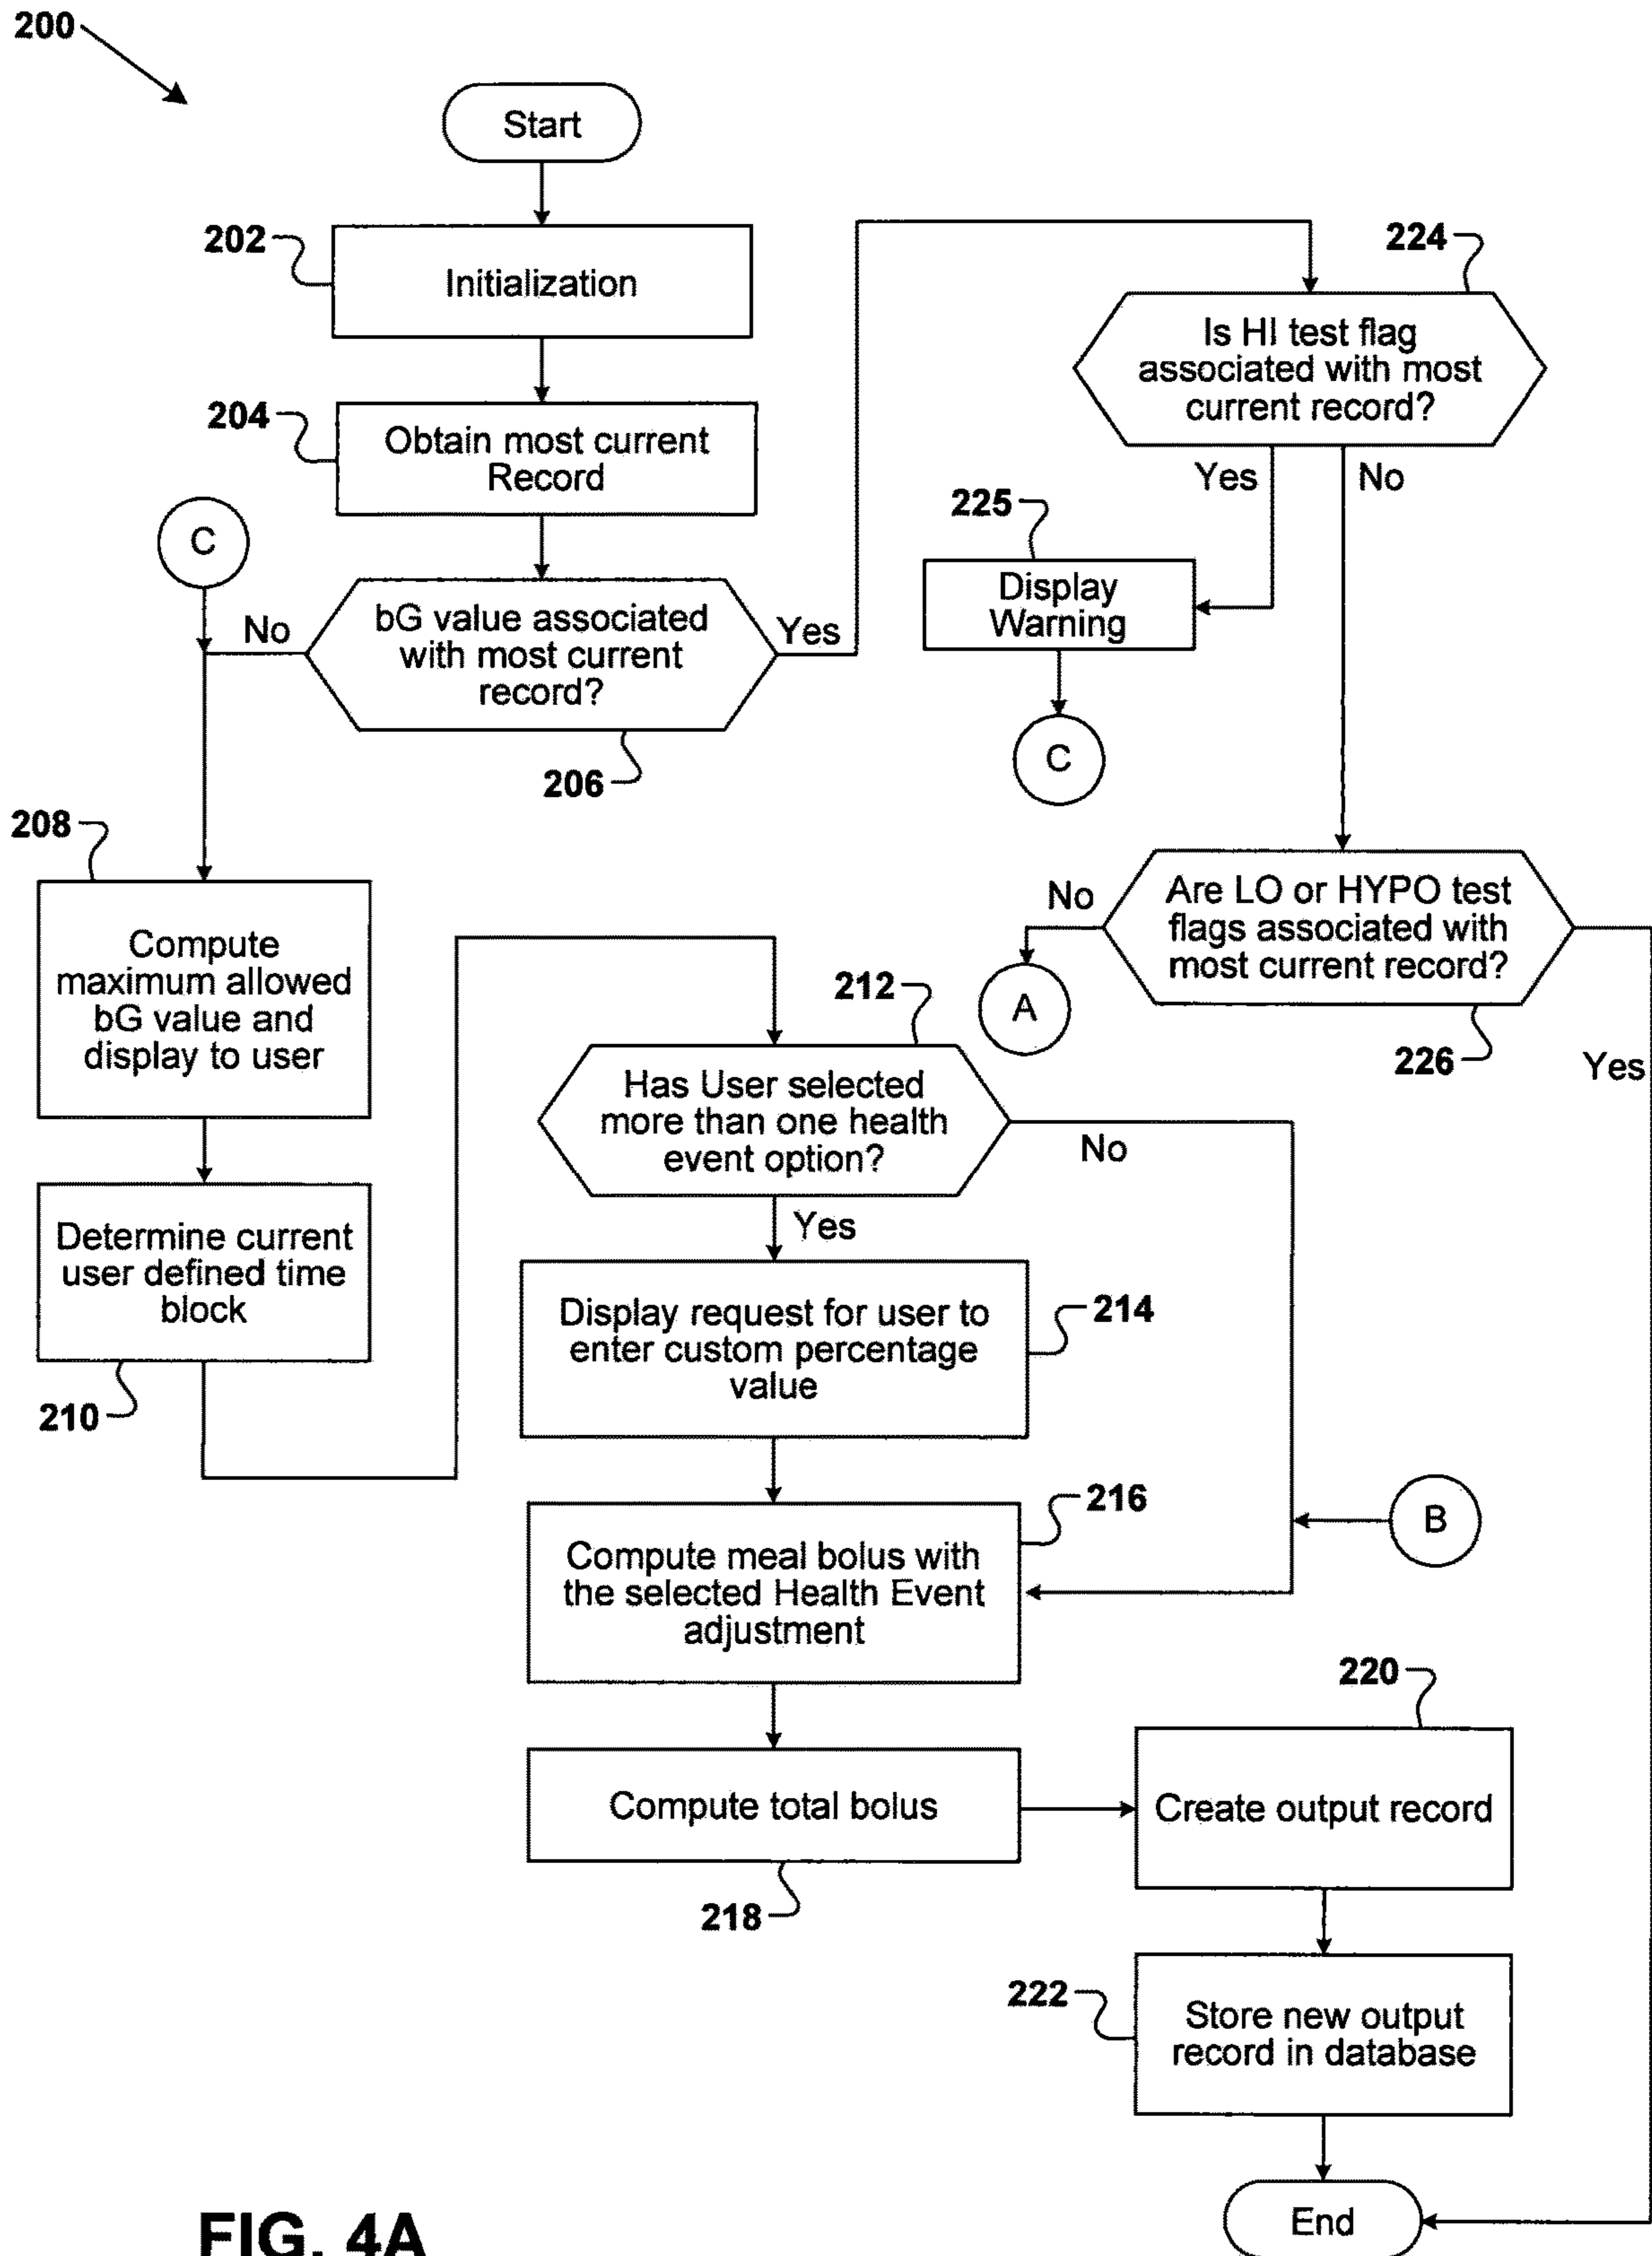 200
Start
202
Initialization
204
Obtain most current
Record
C
No
bG value associated
with most current
record?
Yes
206
224
Is HI test flag
associated with most
current record?
Yes
No
225
Display
Warning
C
208
Compute
maximum allowed
bG value and
display to user
No
Are LO or HYPO test
flags associated with
most current record?
A
226
Yes
210
Determine current
user defined time
block
212
Has User selected
more than one health
event option?
No
Yes
Display request for user to
enter custom percentage
value
214
216
Compute meal bolus with
the selected Health Event
adjustment
B
Compute total bolus
218
220
Create output record
222
Store new output
record in database
End
FIG. 4A